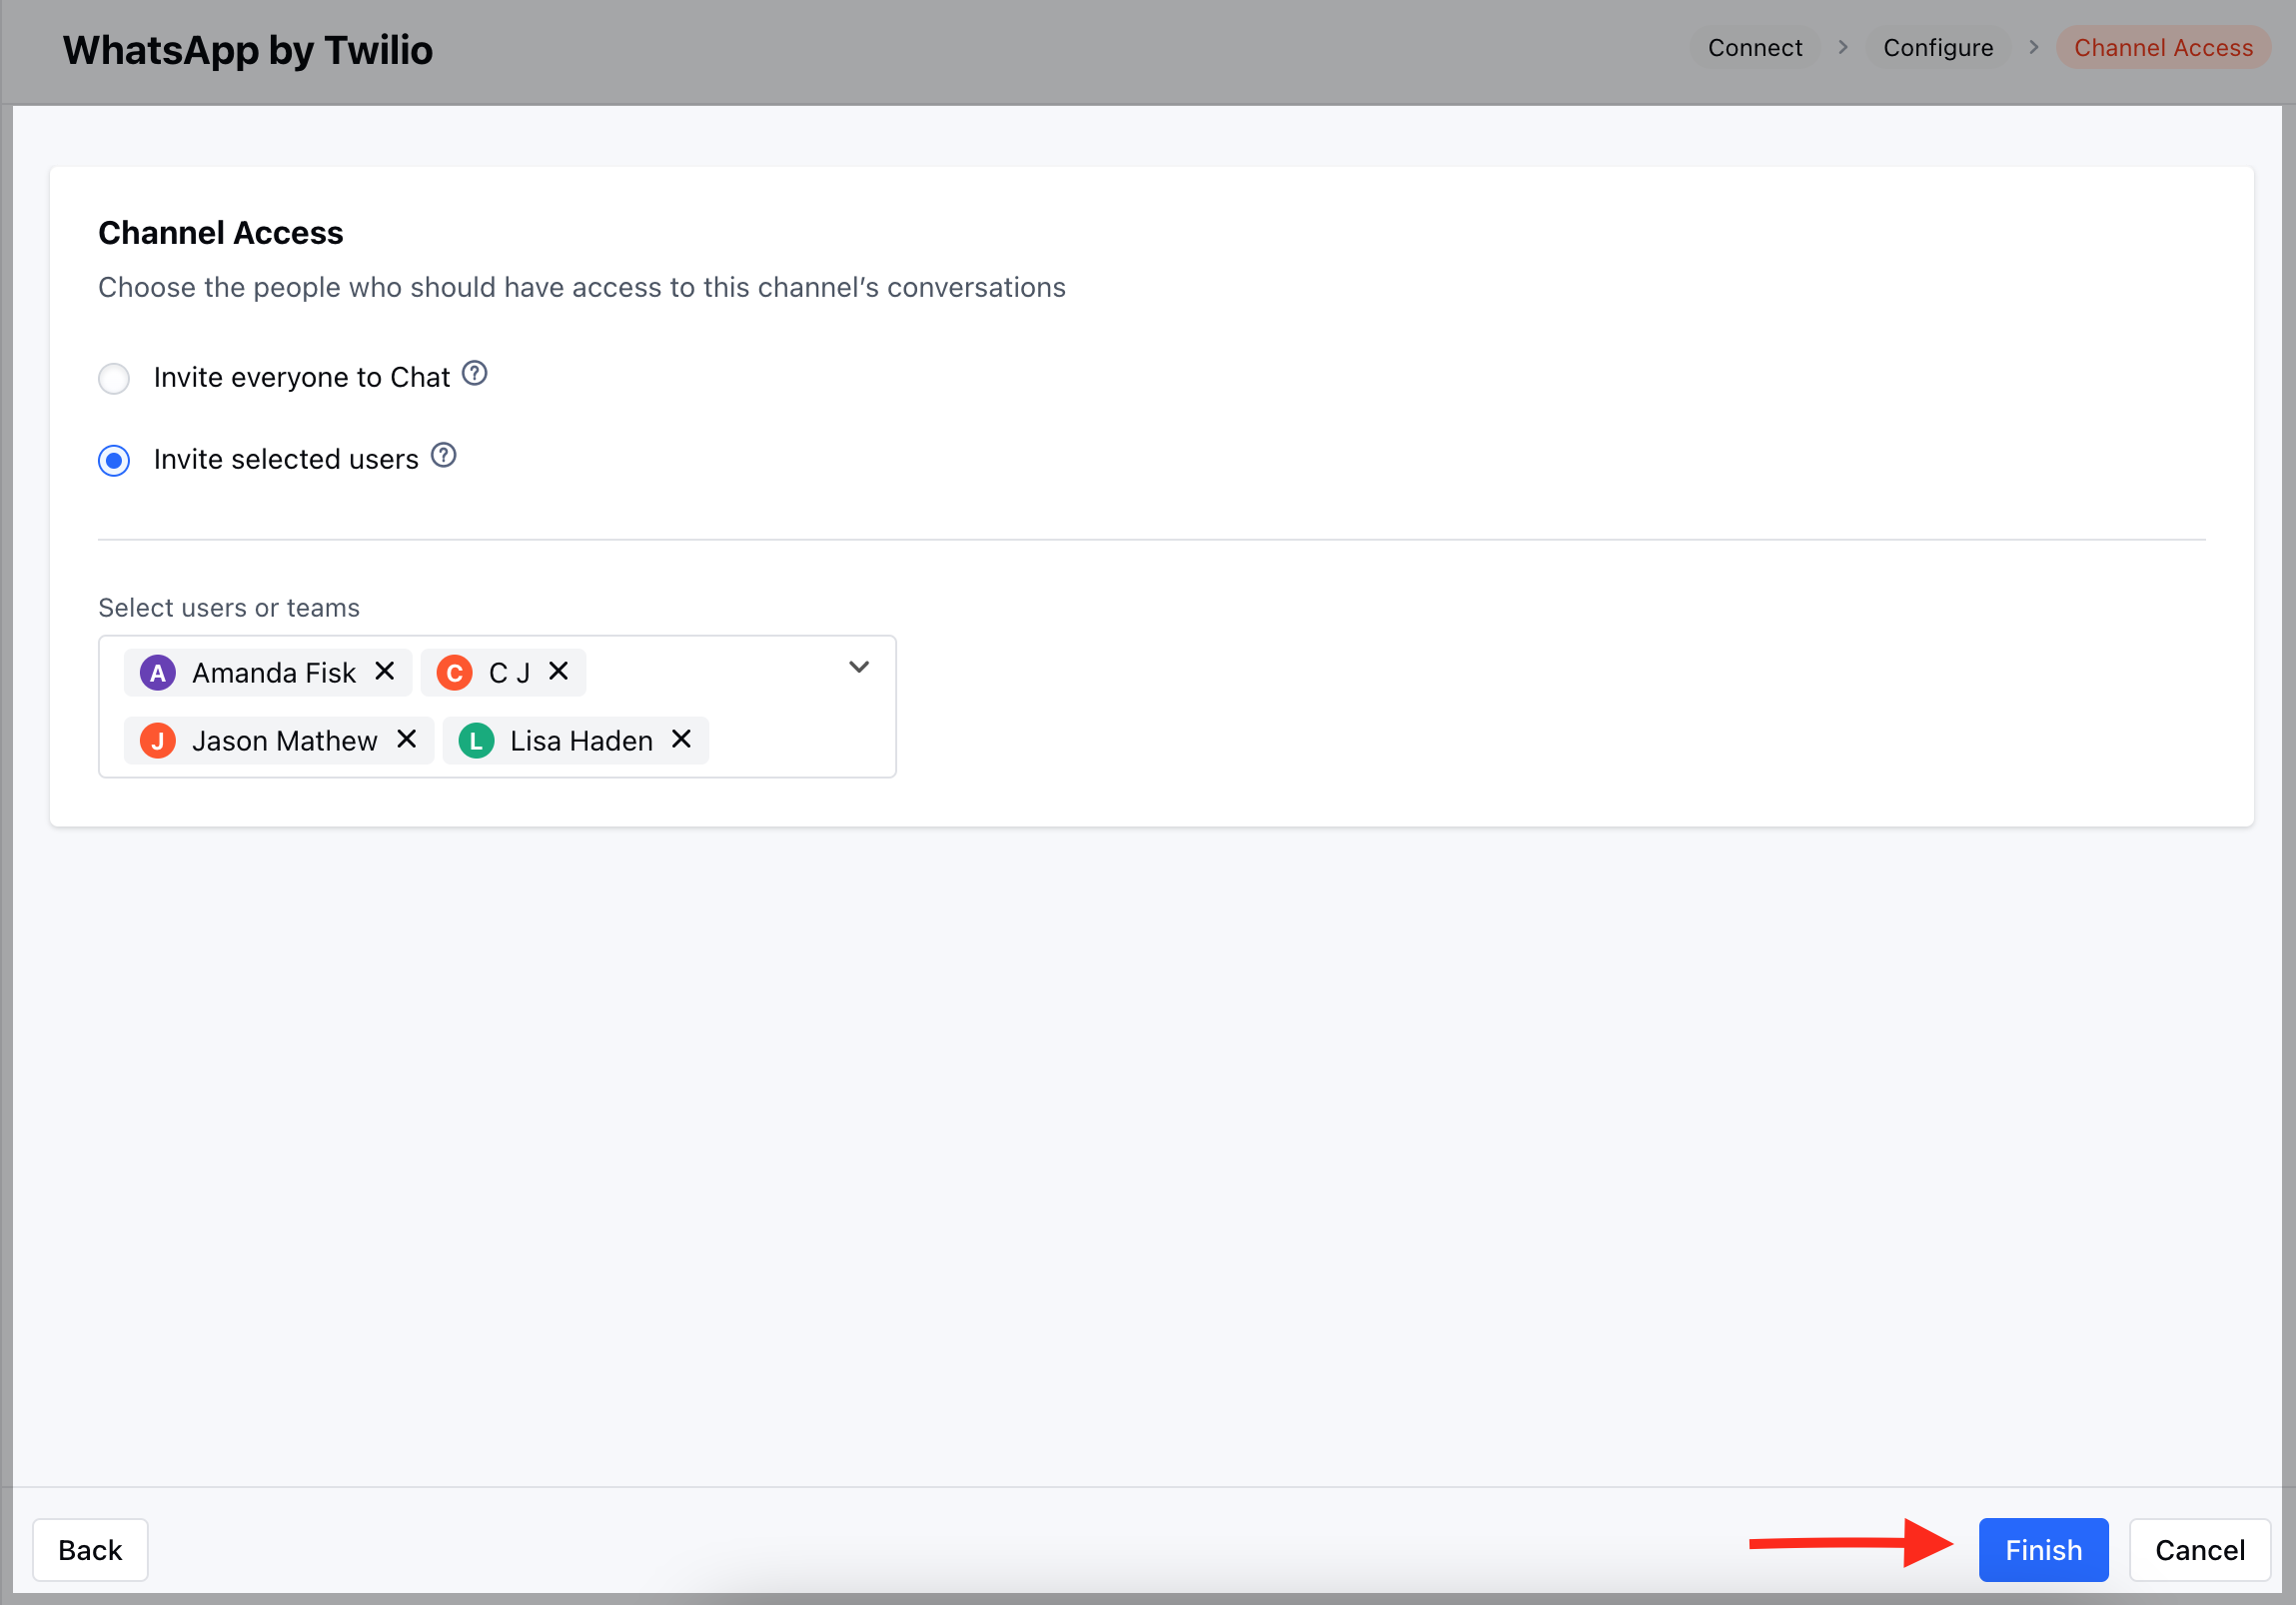 WhatsApp by Twilio
Connect
Configure
Channel Access
Channel Access
Choose the people who should have access to this channel’s conversations
Invite everyone to Chat ?
Invite selected users ?
Select users or teams
A Amanda Fisk
C C J
J Jason Mathew
L Lisa Haden
Back
Finish
Cancel